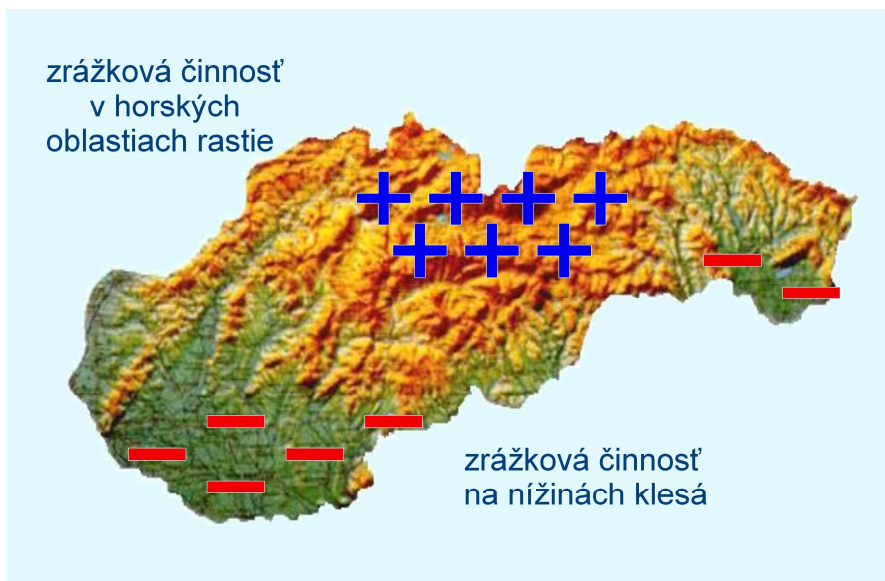 zrážková činnosť
v horských
oblastiach rastie
zrážková činnosť
na nížinách klesá